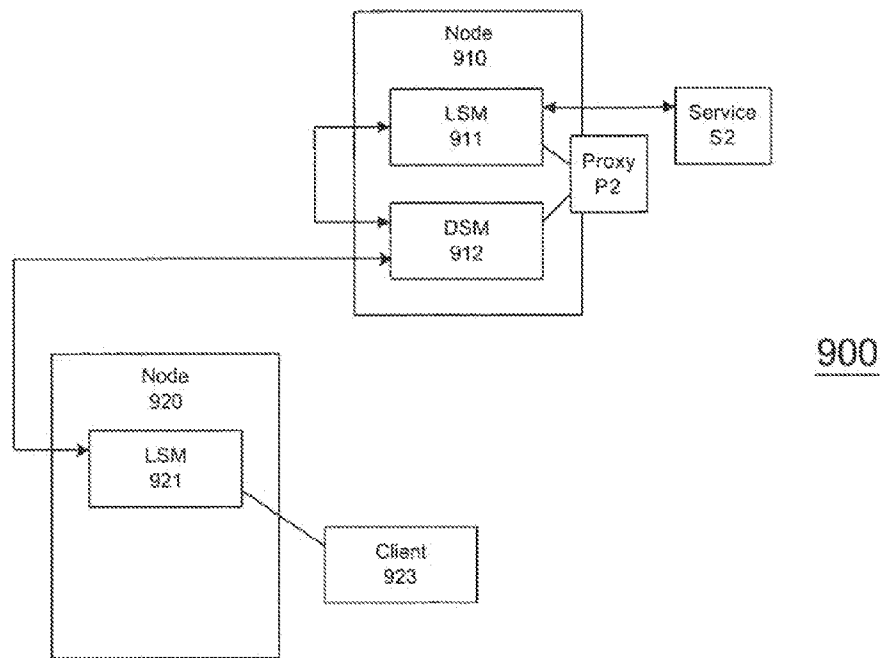 Node
910
LSM
911
Service
S2
Proxy
P2
DSM
912
900
Node
920
LSM
921
Client
923